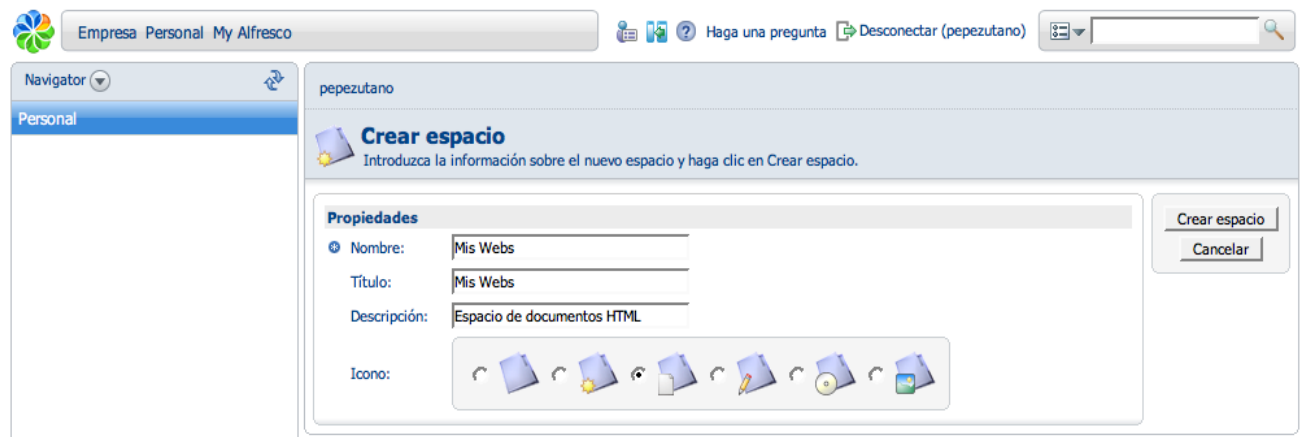 Empresa Personal My Alfresco
Haga una pregunta Desconectar (pepezutano)
Navigator
Personal
pepezutano
Crear espacio
Introduzca la información sobre el nuevo espacio y haga clic en Crear espacio.
Propiedades
Nombre: Mis Webs
Título: Mis Webs
Descripción: Espacio de documentos HTML
Icono:
Crear espacio
Cancelar